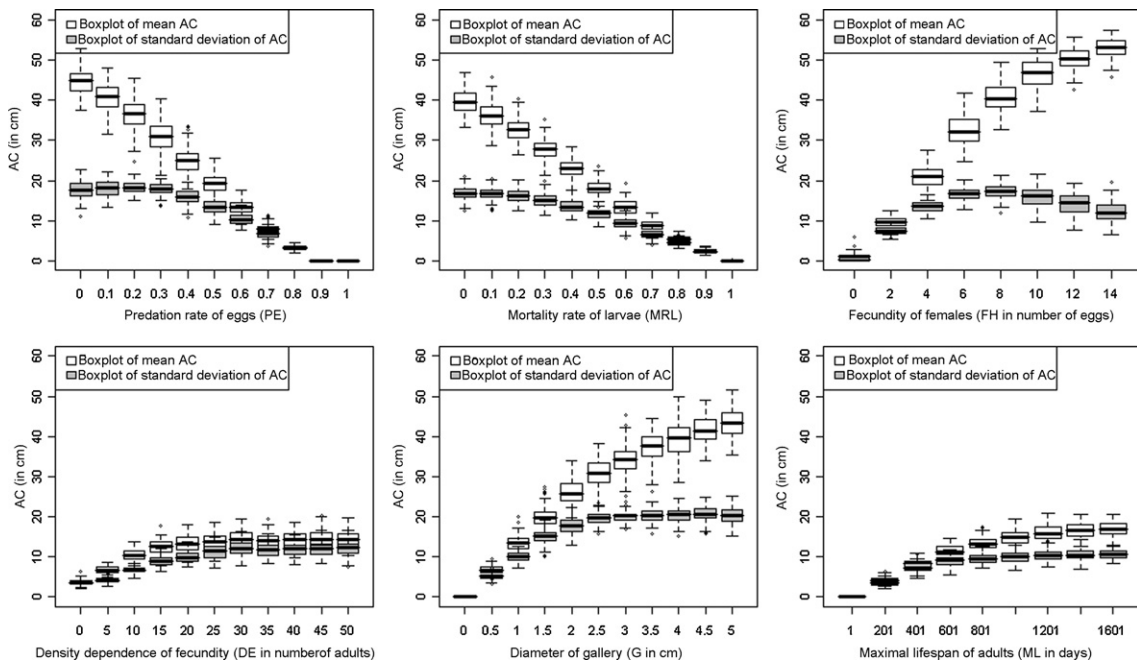 Boxplot of mean AC
Boxplot of standard deviation of AC
AC (in cm)
60
50
40
30
20
10
0
0 0.1 0.2 0.3 0.4 0.5 0.6 0.7 0.8 0.9 1
Predation rate of eggs (PE)
Boxplot of mean AC
Boxplot of standard deviation of AC
AC (in cm)
60
50
40
30
20
10
0
0 0.1 0.2 0.3 0.4 0.5 0.6 0.7 0.8 0.9 1
Mortality rate of larvae (MRL)
Boxplot of mean AC
Boxplot of standard deviation of AC
AC (in cm)
60
50
40
30
20
10
0
0 2 4 6 8 10 12 14
Fecundity of females (FH in number of eggs)
Boxplot of mean AC
Boxplot of standard deviation of AC
AC (in cm)
60
50
40
30
20
10
0
0 5 10 15 20 25 30 35 40 45 50
Density dependence of fecundity (DE in numberof adults)
Boxplot of mean AC
Boxplot of standard deviation of AC
AC (in cm)
60
50
40
30
20
10
0
0 0.5 1 1.5 2 2.5 3 3.5 4 4.5 5
Diameter of gallery (G in cm)
Boxplot of mean AC
Boxplot of standard deviation of AC
AC (in cm)
60
50
40
30
20
10
0
1 201 401 601 801 1201 1601
Maximal lifespan of adults (ML in days)